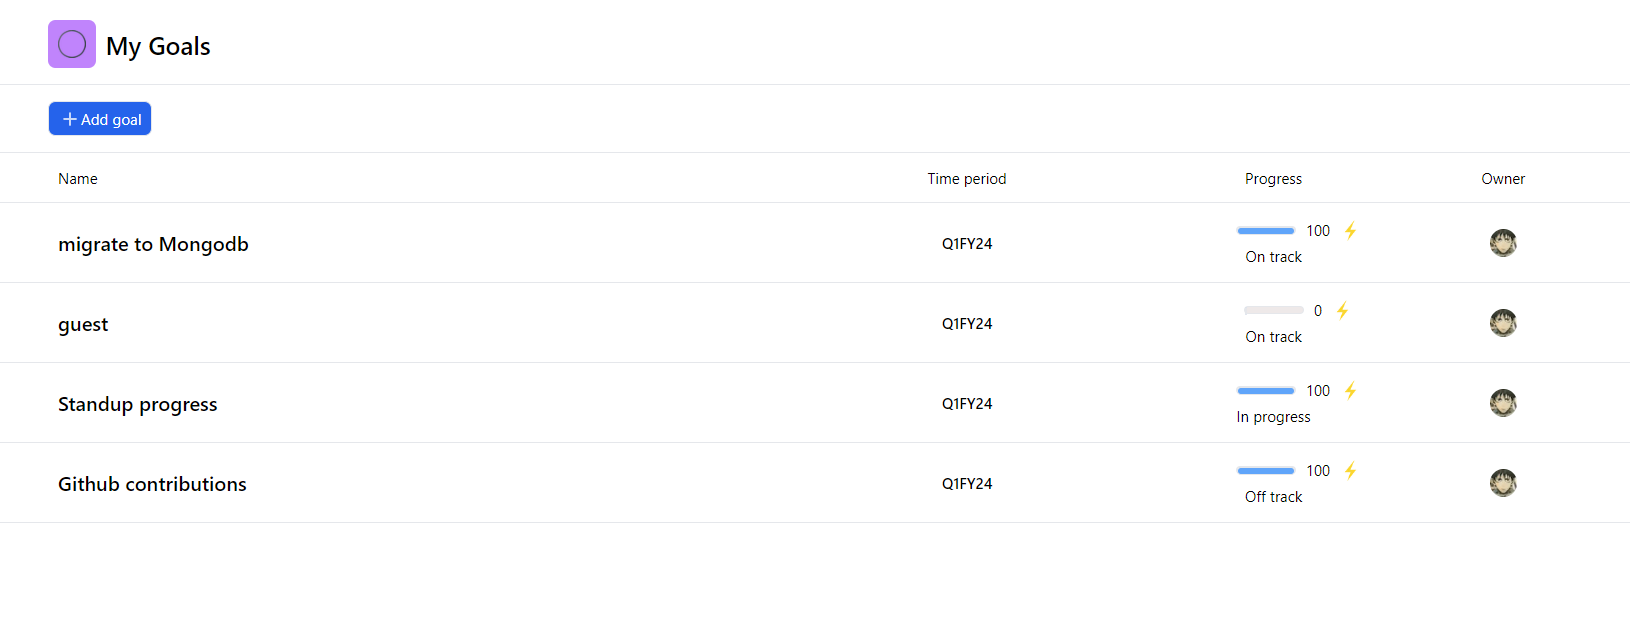 My Goals
Add goal
Name Time period Progress Owner
migrate to Mongodb Q1FY24 100
On track
guest Q1FY24 0
On track
Standup progress Q1FY24 100
In progress
Github contributions Q1FY24 100
Off track